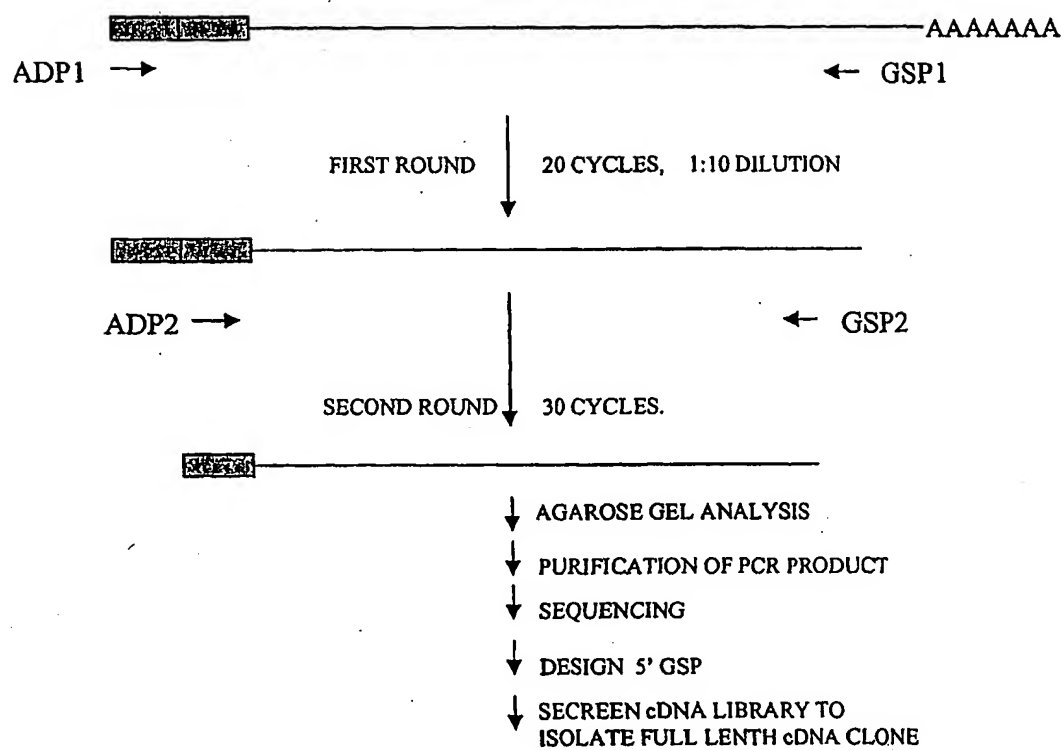 AAAAAAA
ADP1
GSP1
FIRST ROUND
20 CYCLES, 1:10 DILUTION
ADP2
GSP2
SECOND ROUND
30 CYCLES.
AGAROSE GEL ANALYSIS
PURIFICATION OF PCR PRODUCT
SEQUENCING
DESIGN 5' GSP
SECREEN cDNA LIBRARY TO
ISOLATE FULL LENTH cDNA CLONE